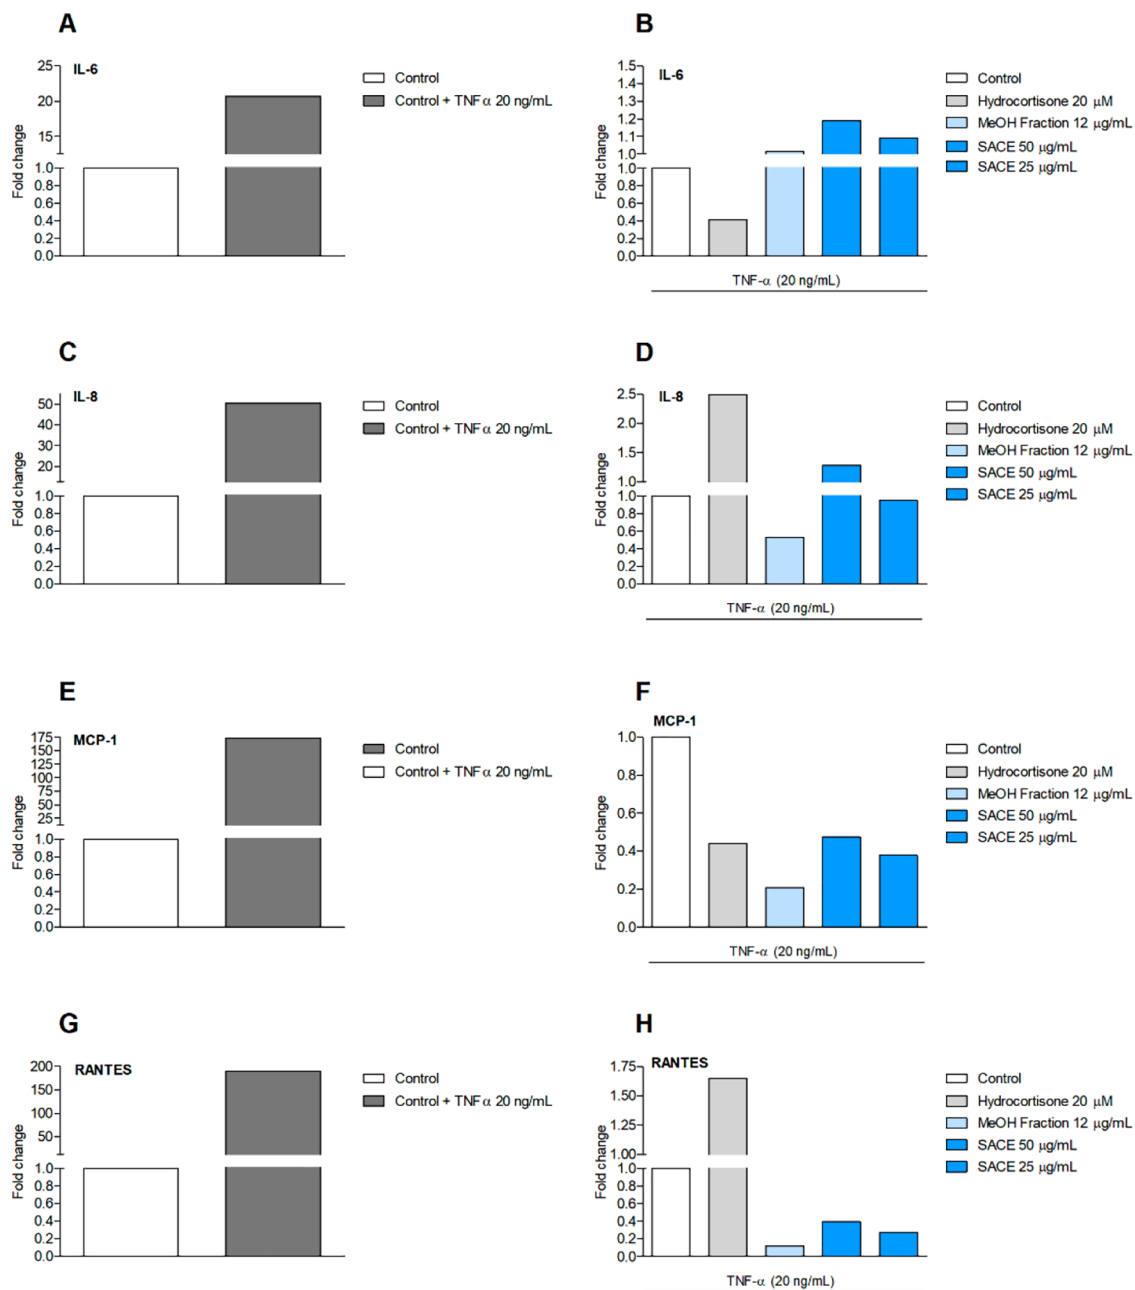 A
IL-6
25
20
15
1.0
0.8
0.6
0.4
0.2
0.0
Fold change
Control
Control + TNFα 20 ng/mL
B
IL-6
1.5
1.4
1.3
1.2
1.1
1.0
1.0
0.8
0.6
0.4
0.2
0.0
Fold change
Control
Hydrocortisone 20 μM
MeOH Fraction 12 μg/mL
SACE 50 μg/mL
SACE 25 μg/mL
TNF-α (20 ng/mL)
C
IL-8
50
40
30
20
1.0
0.8
0.6
0.4
0.2
0.0
Fold change
Control
Control + TNFα 20 ng/mL
D
IL-8
2.5
2.0
1.5
1.0
1.0
0.8
0.6
0.4
0.2
0.0
Fold change
Control
Hydrocortisone 20 μM
MeOH Fraction 12 μg/mL
SACE 50 μg/mL
SACE 25 μg/mL
TNF-α (20 ng/mL)
E
MCP-1
175
150
125
100
75
50
25
1.0
0.8
0.6
0.4
0.2
0.0
Fold change
Control
Control + TNFα 20 ng/mL
F
MCP-1
1.0
0.8
0.6
0.4
0.2
0.0
Fold change
Control
Hydrocortisone 20 μM
MeOH Fraction 12 μg/mL
SACE 50 μg/mL
SACE 25 μg/mL
TNF-α (20 ng/mL)
G
RANTES
200
150
100
50
1.0
0.8
0.6
0.4
0.2
0.0
Fold change
Control
Control + TNFα 20 ng/mL
H
RANTES
1.75
1.50
1.25
1.00
1.0
0.8
0.6
0.4
0.2
0.0
Fold change
Control
Hydrocortisone 20 μM
MeOH Fraction 12 μg/mL
SACE 50 μg/mL
SACE 25 μg/mL
TNF-α (20 ng/mL)